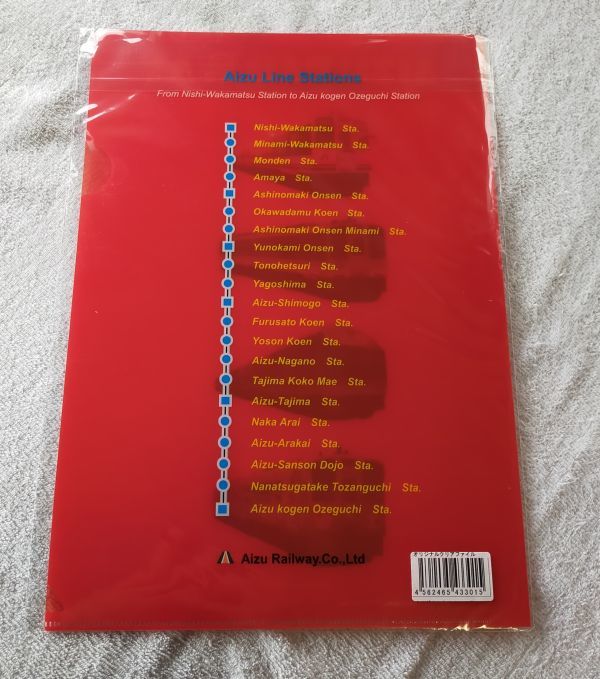 Aizu Line Stations
From Nishi-Wakamatsu Station to Aizu kogen Ozeguchi Station
Nishi-Wakamatsu Sta.
Minami-Wakamatsu Sta.
Monden Sta.
Amaya Sta.
Ashinomaki Onsen Sta.
Okawadamu Koen Sta.
Ashinomaki Onsen Minami Sta.
Yunokami Onsen Sta.
Tonohetsuri Sta.
Yagoshima Sta.
Aizu-Shimogo Sta.
Furusato Koen Sta.
Yoson Koen Sta.
Aizu-Nagano Sta.
Tajima Koko Mae Sta.
Aizu-Tajima Sta.
Naka Arai Sta.
Aizu-Arakai Sta.
Aizu-Sanson Dojo Sta.
Nanatsugatake Tozanguchi Sta.
Aizu kogen Ozeguchi Sta.
Aizu Railway.Co.,Ltd
オリジナルクリアファイル
4562465433015